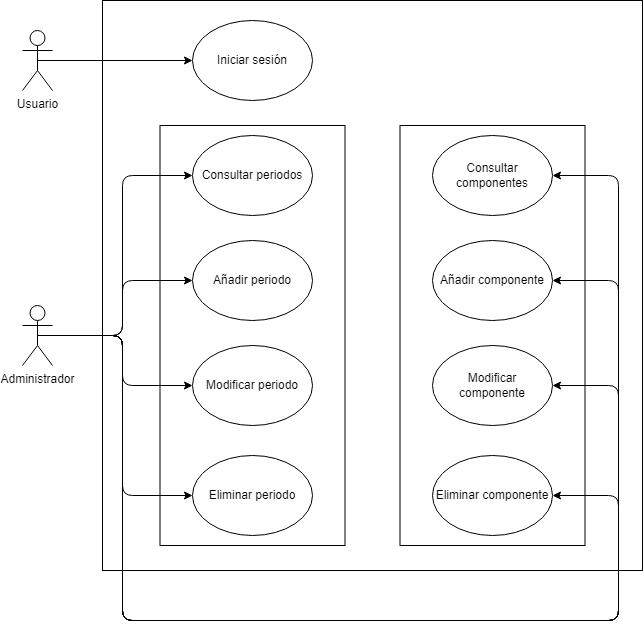 Iniciar sesión
Usuario
Consultar periodos
Añadir periodo
Modificar periodo
Eliminar periodo
Consultar
componentes
Añadir componente
Modificar
componente
Eliminar componente
Administrador